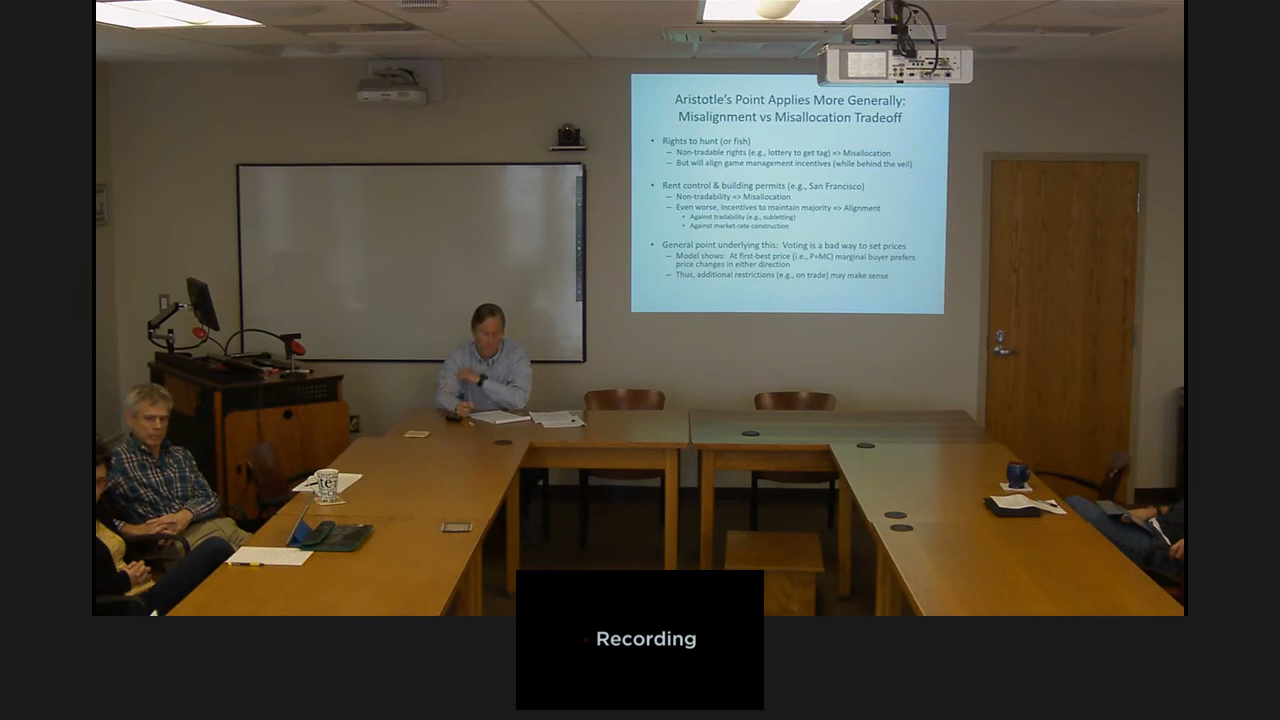 Aristotle's Point Applies More Generally:
Misalignment vs Misallocation Tradeoff
• Rights to hunt (or fish)
– Non-tradable rights (e.g., lottery to get tag) => Misallocation
– But will align game management incentives (while behind the veil)
• Rent control & building permits (e.g., San Francisco)
– Non-tradability => Misallocation
– Even worse, incentives to maintain majority => Alignment
• Against tradability (e.g., subletting)
• Against market-rate construction
• General point underlying this: Voting is a bad way to set prices
– Model shows: At first-best price (i.e., P=MC) marginal buyer prefers
price changes in either direction
– Thus, additional restrictions (e.g., on trade) may make sense
te
Recording